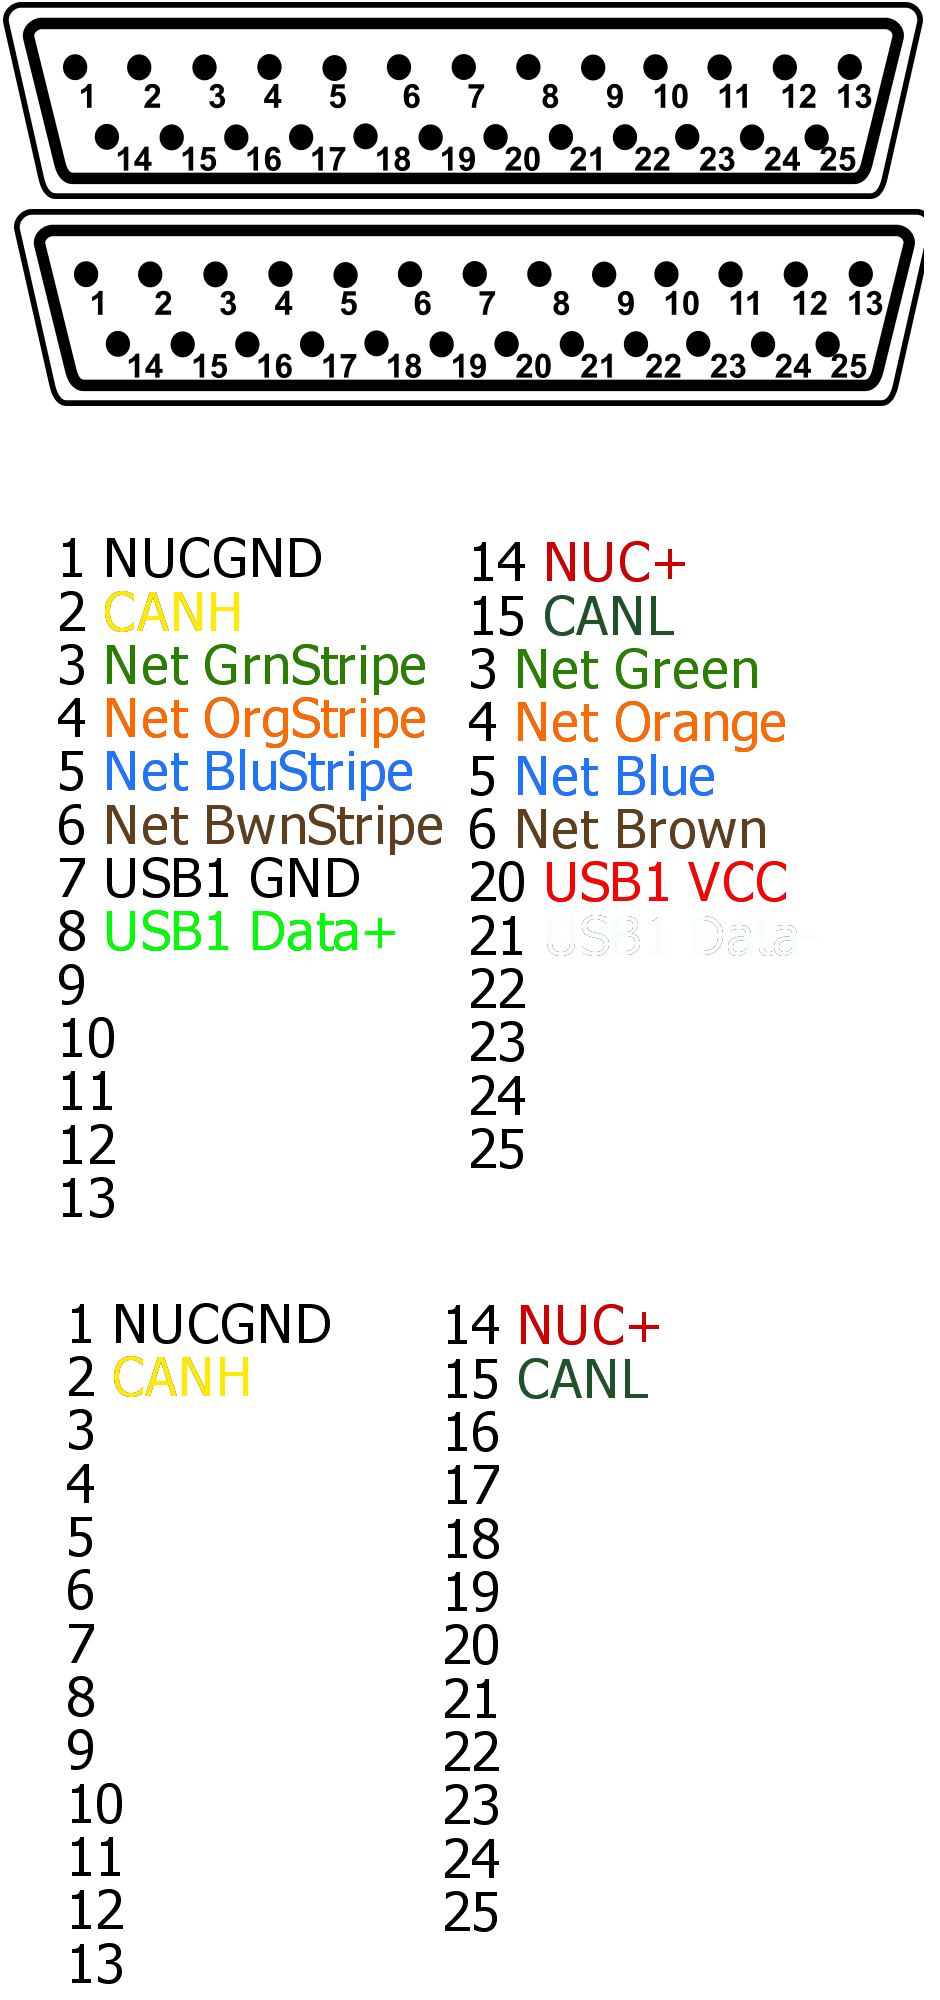 1 2 3 4 5 6 7 8 9 10 11 12 13
14 15 16 17 18 19 20 21 22 23 24 25
1 2 3 4 5 6 7 8 9 10 11 12 13
14 15 16 17 18 19 20 21 22 23 24 25
1 NUCGND
2 CANH
3 Net GrnStripe
4 Net OrgStripe
5 Net BluStripe
6 Net BwnStripe
7 USB1 GND
8 USB1 Data+
9
10
11
12
13
14 NUC+
15 CANL
3 Net Green
4 Net Orange
5 Net Blue
6 Net Brown
20 USB1 VCC
21 USB1 Data-
22
23
24
25
1 NUCGND
2 CANH
3
4
5
6
7
8
9
10
11
12
13
14 NUC+
15 CANL
16
17
18
19
20
21
22
23
24
25